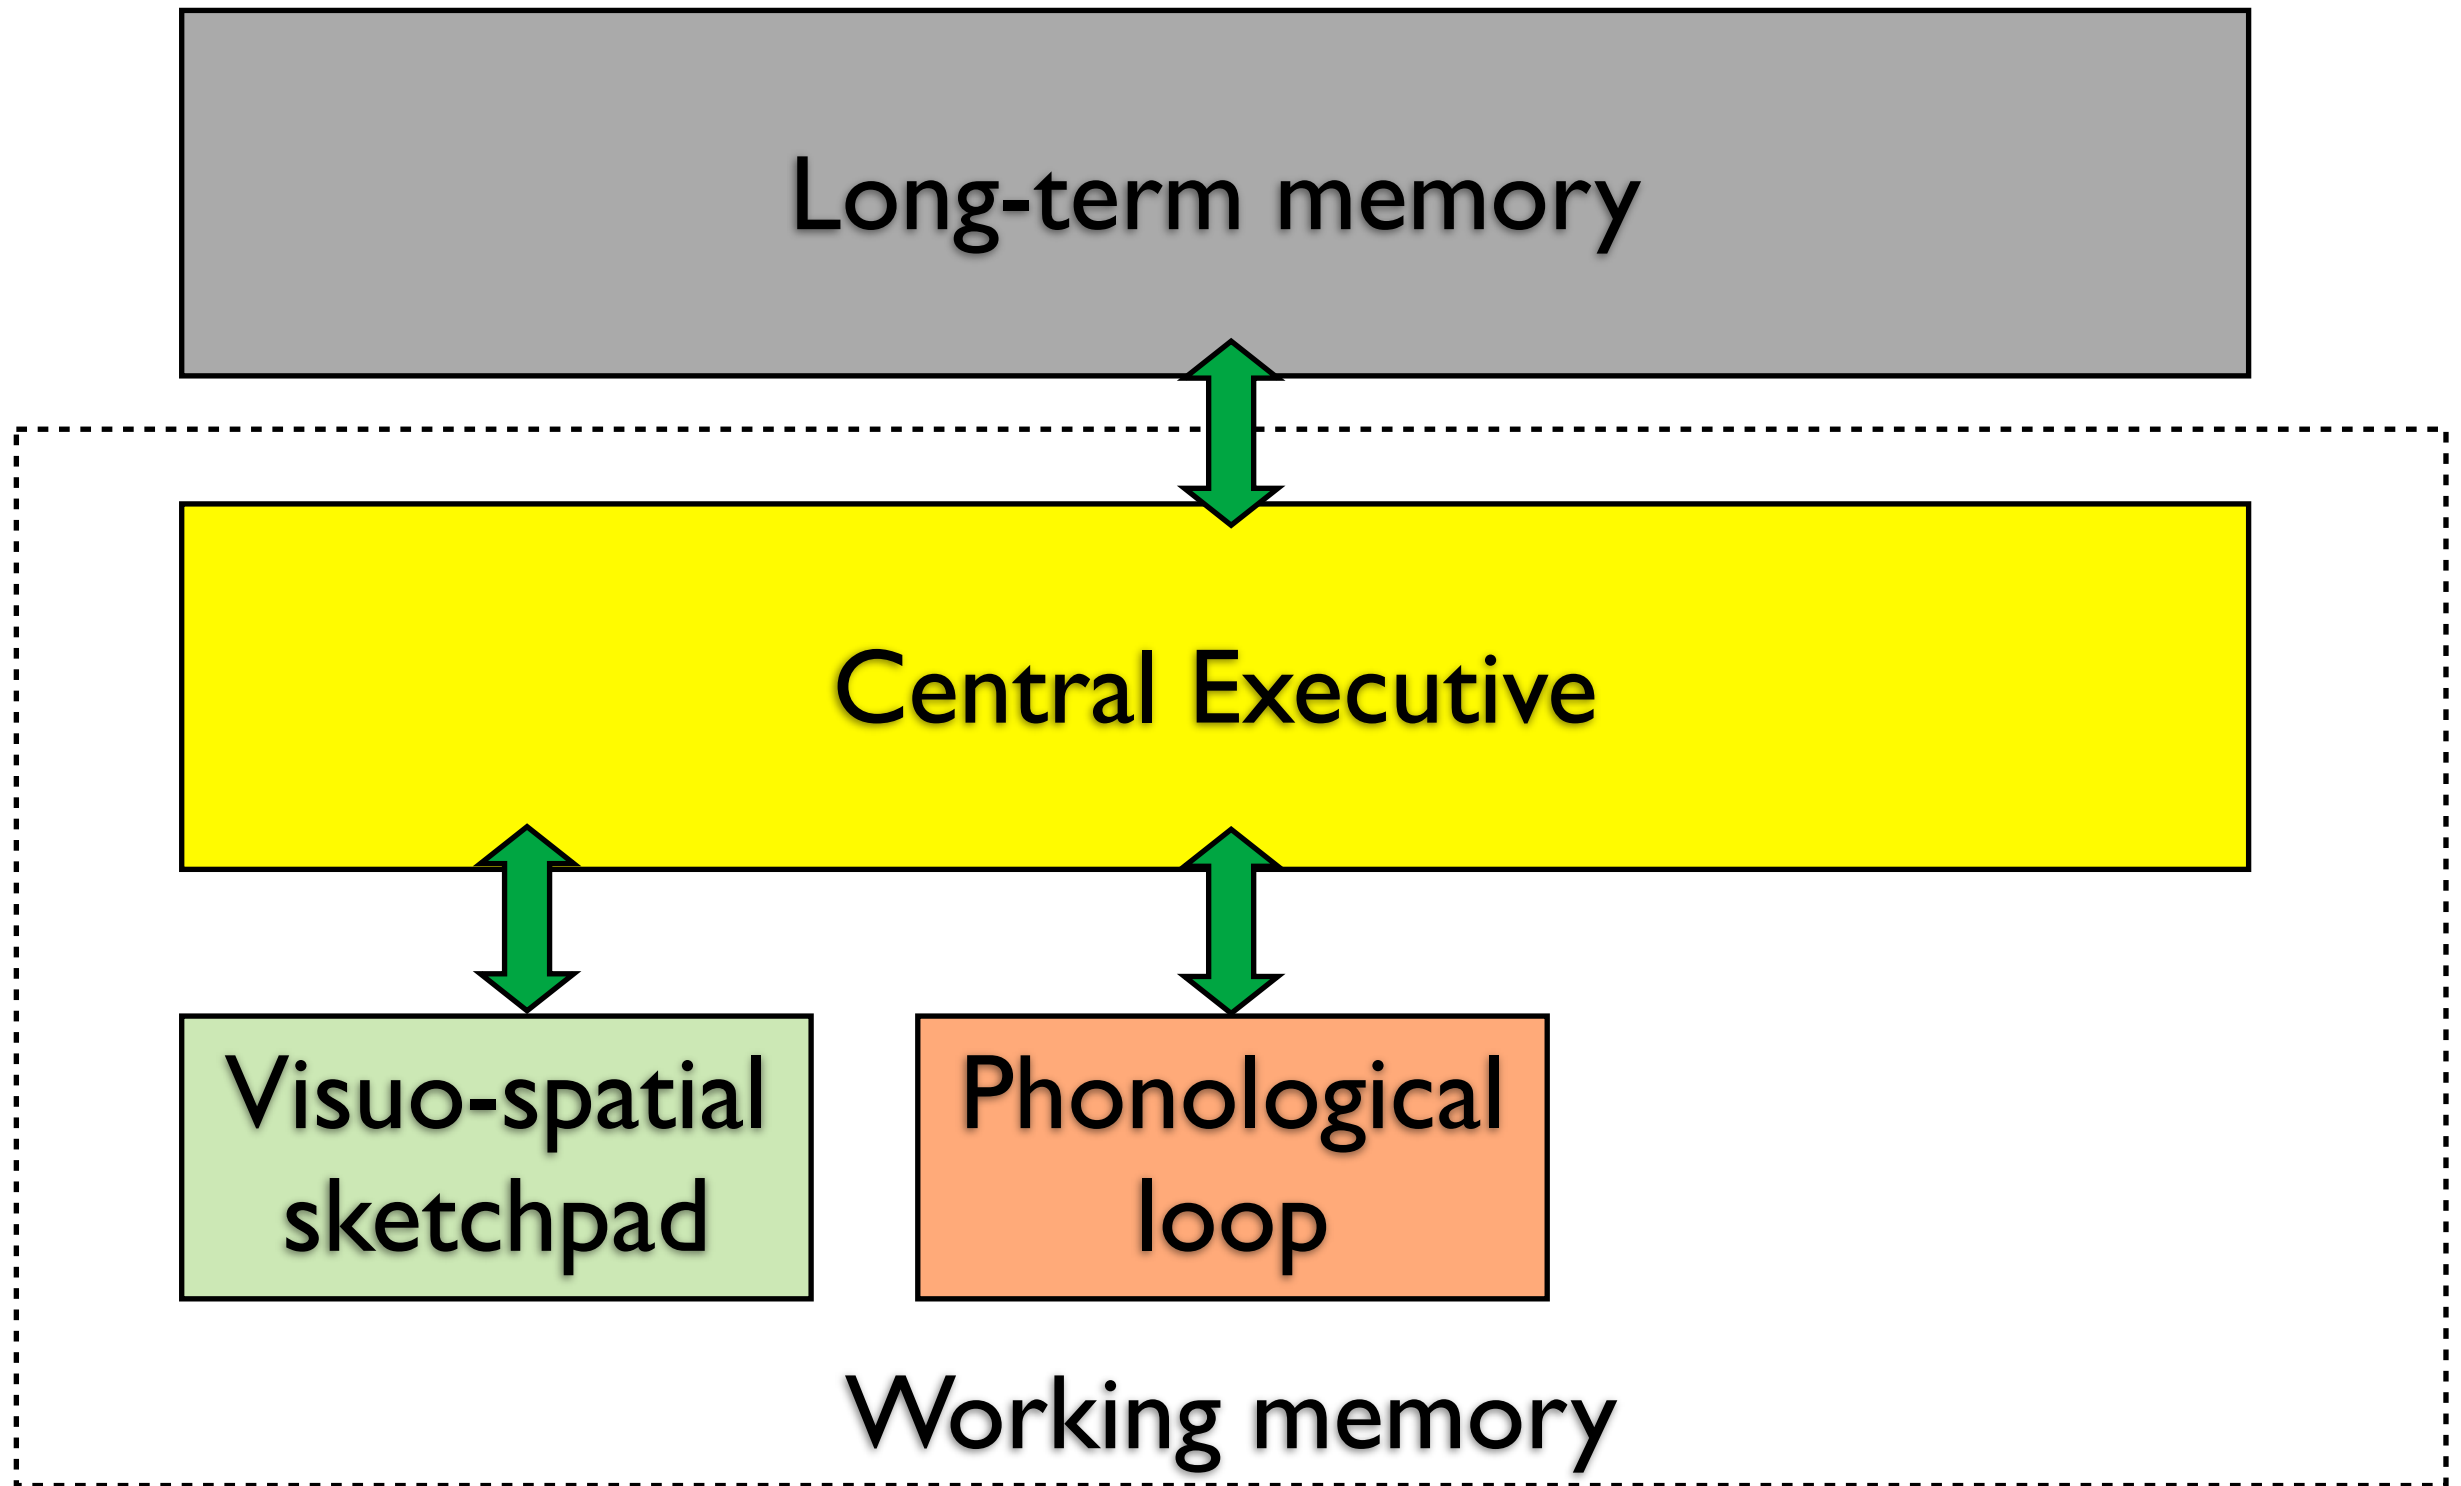 Long-term memory
Central Executive
Visuo-spatial
sketchpad
Phonological
loop
Working memory